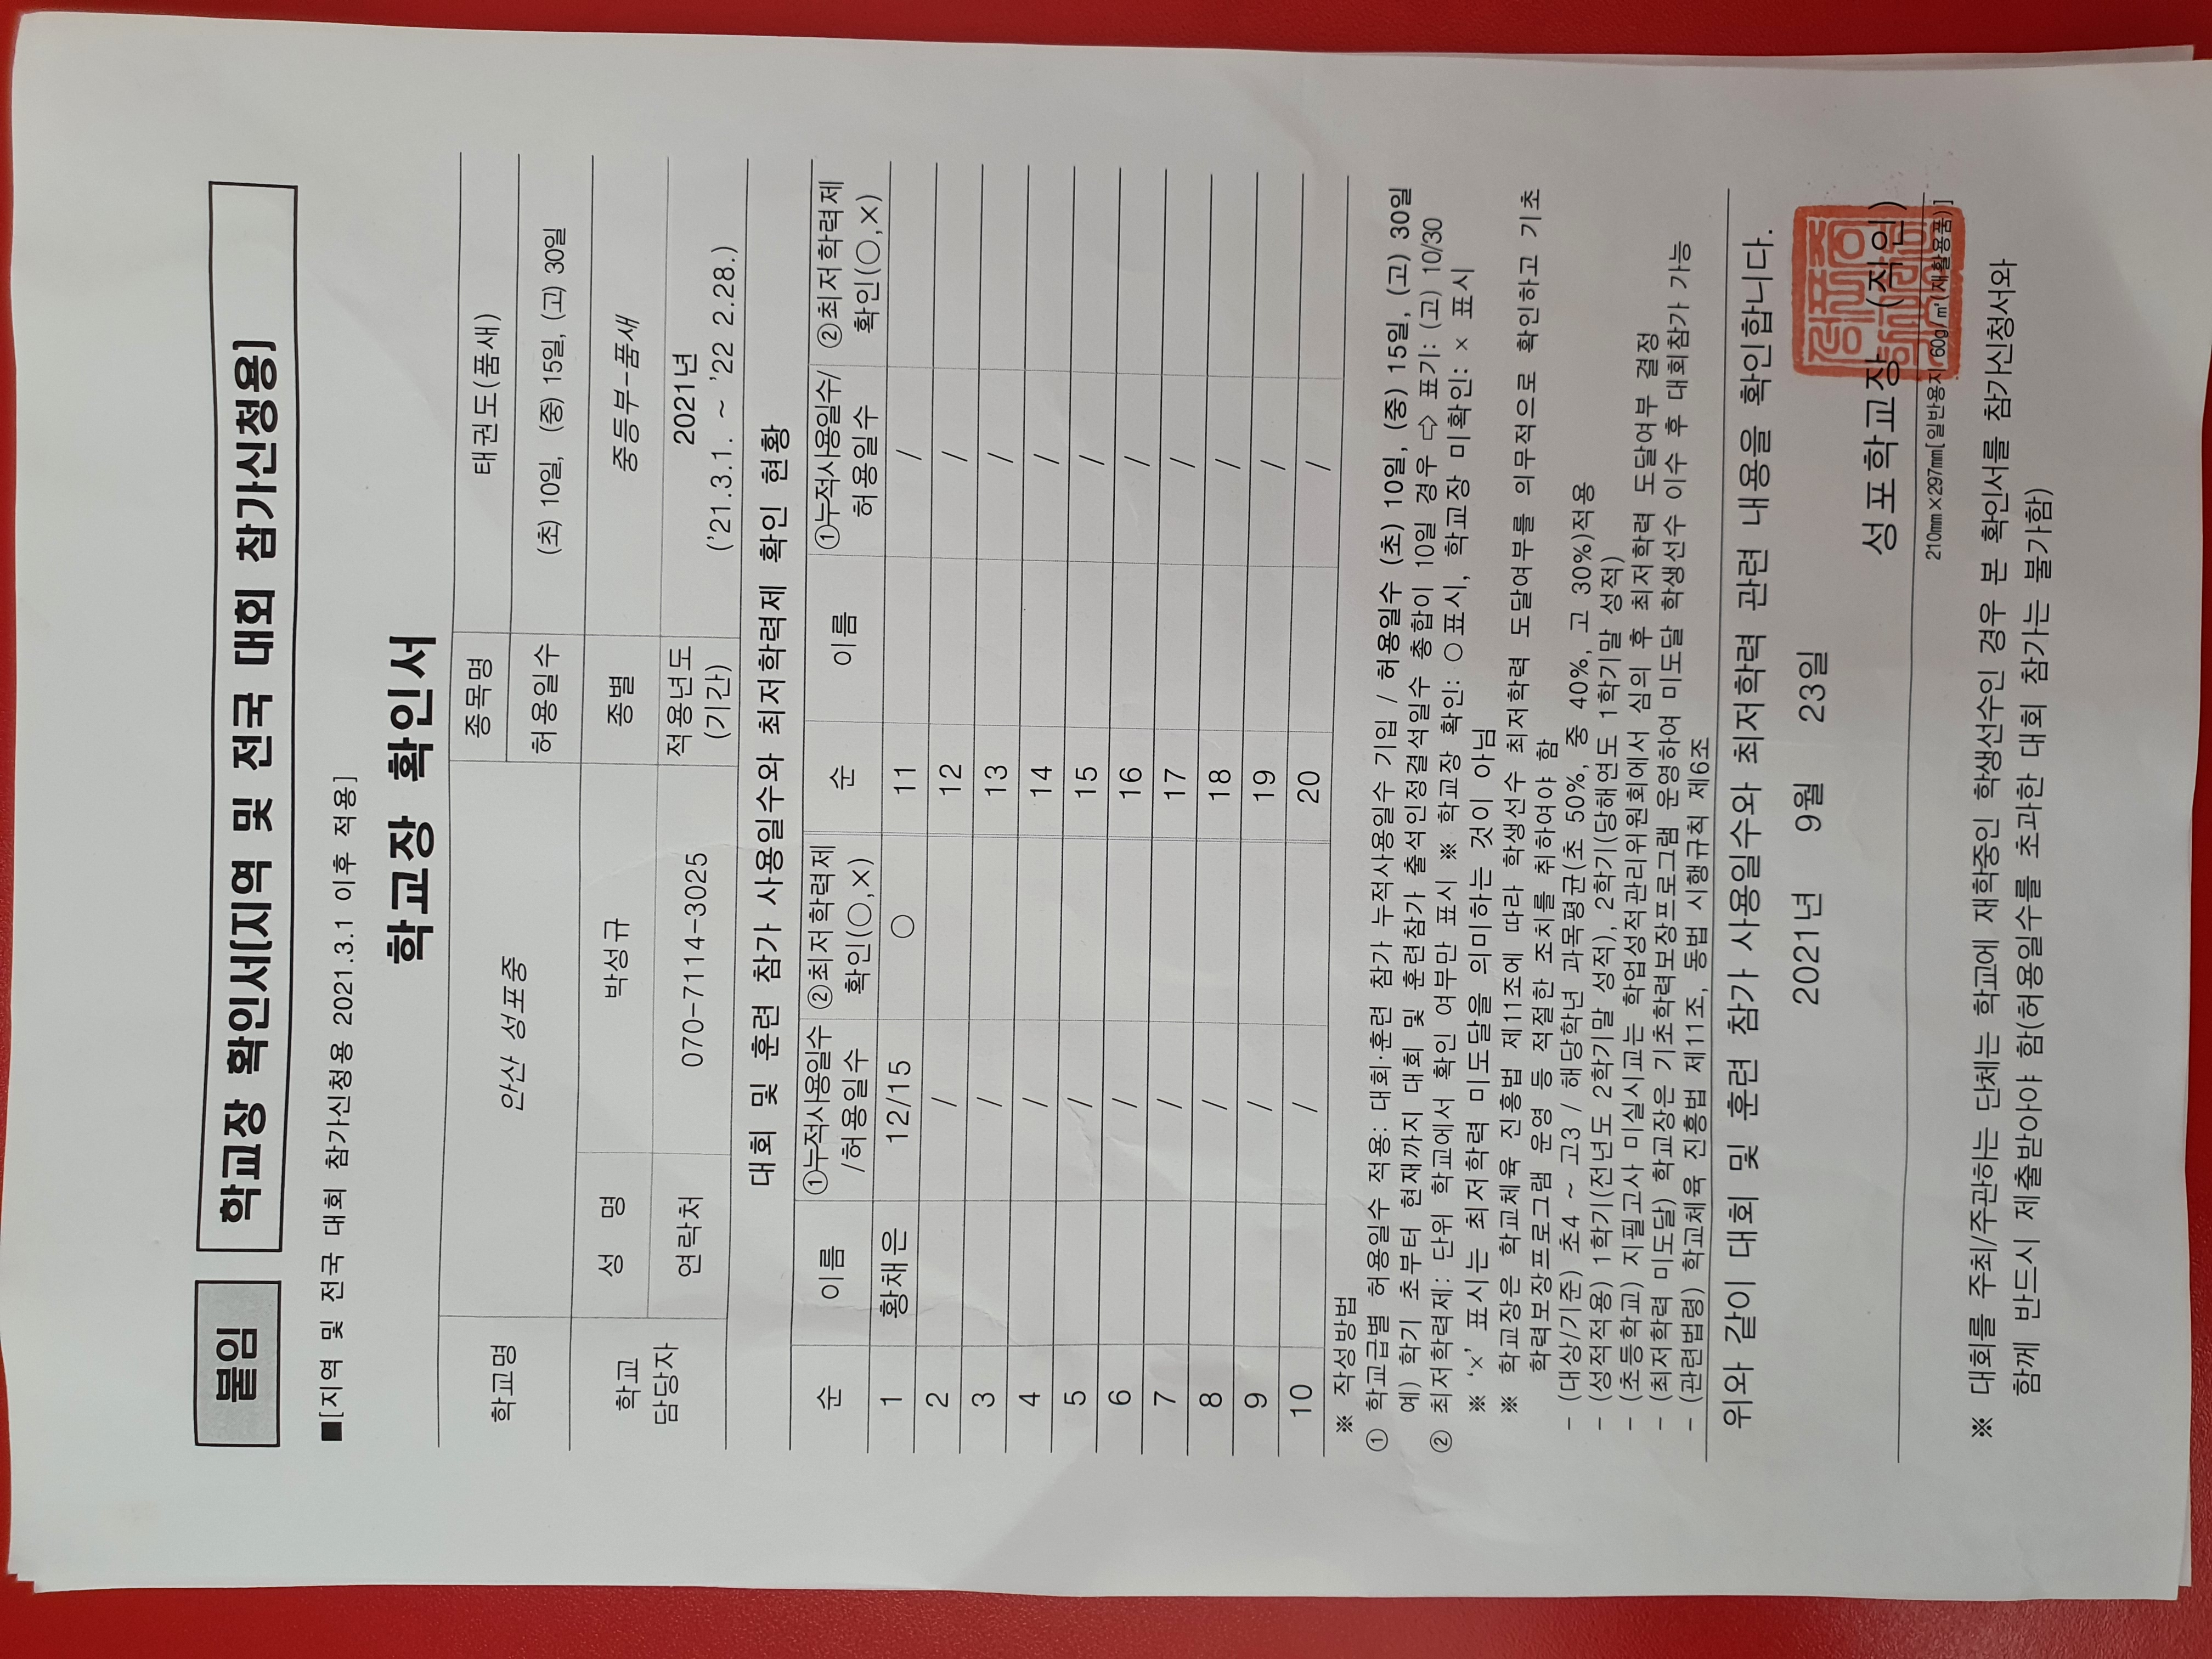 붙임 학교장 확인서[지역 및 전국 대회 참가신청용]
■[지역 및 전국 대회 참가신청용 2021.3.1 이후 적용]
학교장 확인서
학교명 안산 성포중 종목명 태권도(품새)
허용일수 (초) 10일, (중) 15일, (고) 30일
학교 담당자 성 명 박성규 종별 중등부-품새
연락처 070-7114-3025 적용년도 (기간) 2021년 ('21.3.1. ~ '22 2.28.)
대회 및 훈련 참가 사용일수와 최저학력제 확인 현황
순 이름 ①누적사용일수 /허용일수 ②최저학력제 확인(○,×) 순 이름 ①누적사용일수/ 허용일수 ②최저학력제 확인(○,×)
1 황채은 12/15 ○ 11 /
2 / 12 /
3 / 13 /
4 / 14 /
5 / 15 /
6 / 16 /
7 / 17 /
8 / 18 /
9 / 19 /
10 / 20 /
※ 작성방법
① 학교급별 허용일수 적용: 대회·훈련 참가 누적사용일수 기입 / 허용일수 (초) 10일, (중) 15일, (고) 30일
예) 학기 초부터 현재까지 대회 및 훈련참가 출석인정결석일수 총합이 10일 경우 ⇨ 표기: (고) 10/30
② 최저학력제: 단위 학교에서 확인 여부만 표시 ※ 학교장 확인: ○표시, 학교장 미확인: × 표시
※ '×' 표시는 최저학력 미도달을 의미하는 것이 아님
※ 학교장은 학교체육 진흥법 제11조에 따라 학생선수 최저학력 도달여부를 의무적으로 확인하고 기초
학력보장프로그램 운영 등 적절한 조치를 취하여야 함
- (대상/기준) 초4 ~ 고3 / 해당학년 과목평균(초 50%, 중 40%, 고 30%)적용
- (성적적용) 1학기(전년도 2학기말 성적), 2학기(당해연도 1학기말 성적)
- (초등학교) 지필고사 미실시교는 학업성적관리위원회에서 심의 후 최저학력 도달여부 결정
- (최저학력 미도달) 학교장은 기초학력보장프로그램 운영하여 미도달 학생선수 이수 후 대회참가 가능
- (관련법령) 학교체육 진흥법 제11조, 동법 시행규칙 제6조
위와 같이 대회 및 훈련 참가 사용일수와 최저학력 관련 내용을 확인합니다.
2021년 9월 23일
성포학교장 (직인)
210㎜×297㎜[일반용지 60g/㎡(재활용품)]
※ 대회를 주최/주관하는 단체는 학교에 재학중인 학생선수인 경우 본 확인서를 참가신청서와
함께 반드시 제출받아야 함(허용일수를 초과한 대회 참가는 불가함)